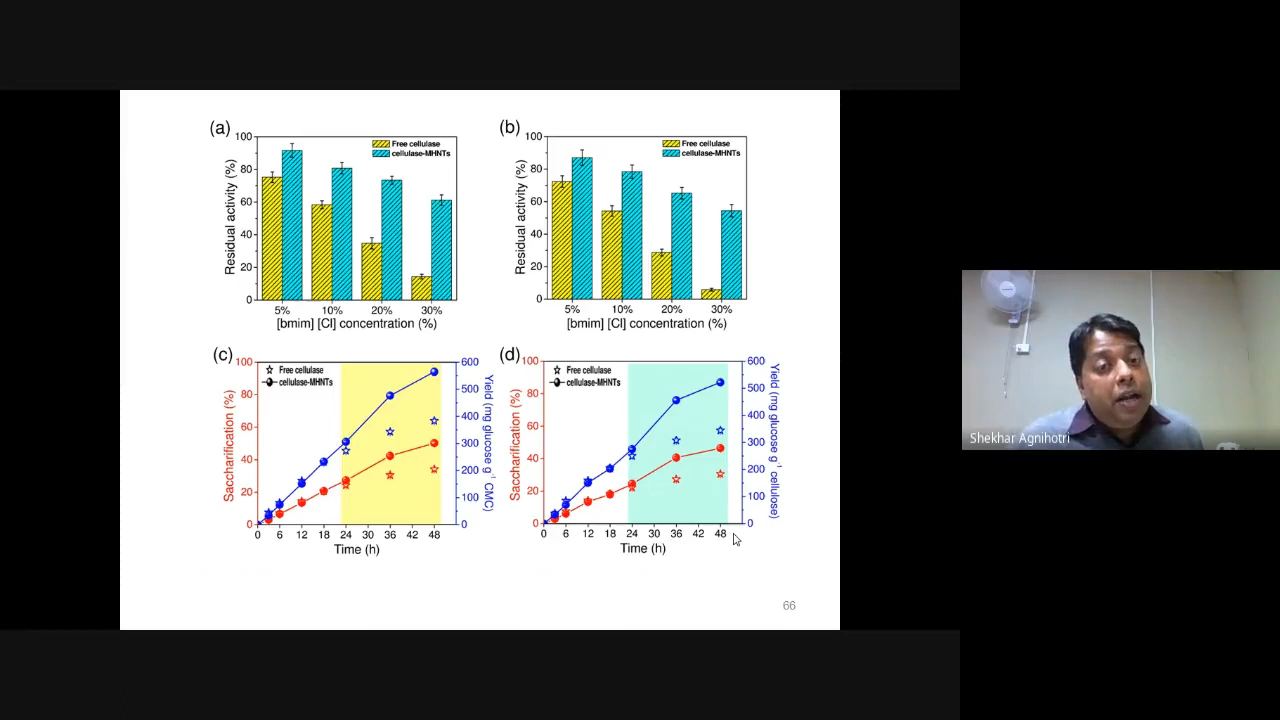 (a)
100
80
60
40
20
0
Residual activity (%)
Free cellulase
cellulase-MHNTs
5% 10% 20% 30%
[bmim] [Cl] concentration (%)
(b)
100
80
60
40
20
0
Residual activity (%)
Free cellulase
cellulase-MHNTs
5% 10% 20% 30%
[bmim] [Cl] concentration (%)
(c)
100
80
60
40
20
0
Saccharification (%)
Free cellulase
cellulase-MHNTs
600
500
400
300
200
100
0
Yield (mg glucose g⁻¹ CMC)
0 6 12 18 24 30 36 42 48
Time (h)
(d)
100
80
60
40
20
0
Saccharification (%)
Free cellulase
cellulase-MHNTs
600
500
400
300
200
100
0
Yield (mg glucose g⁻¹ cellulose)
0 6 12 18 24 30 36 42 48
Time (h)
66
Shekhar Agnihotri